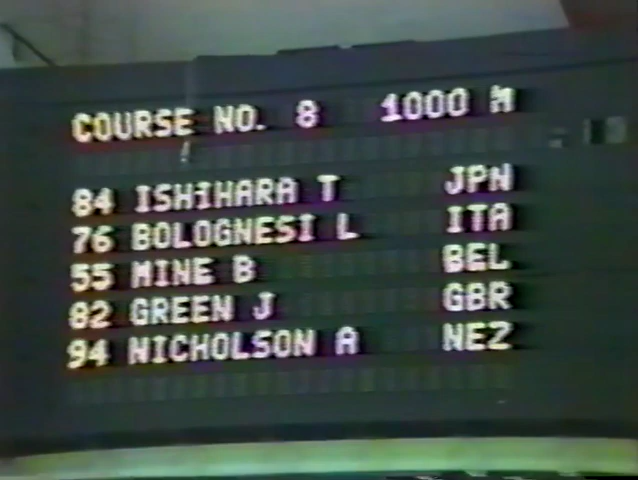 COURSE NO. 8 1000 M
84 ISHIHARA T JPN
76 BOLOGNESI L ITA
55 MINE B BEL
82 GREEN J GBR
94 NICHOLSON A NEZ